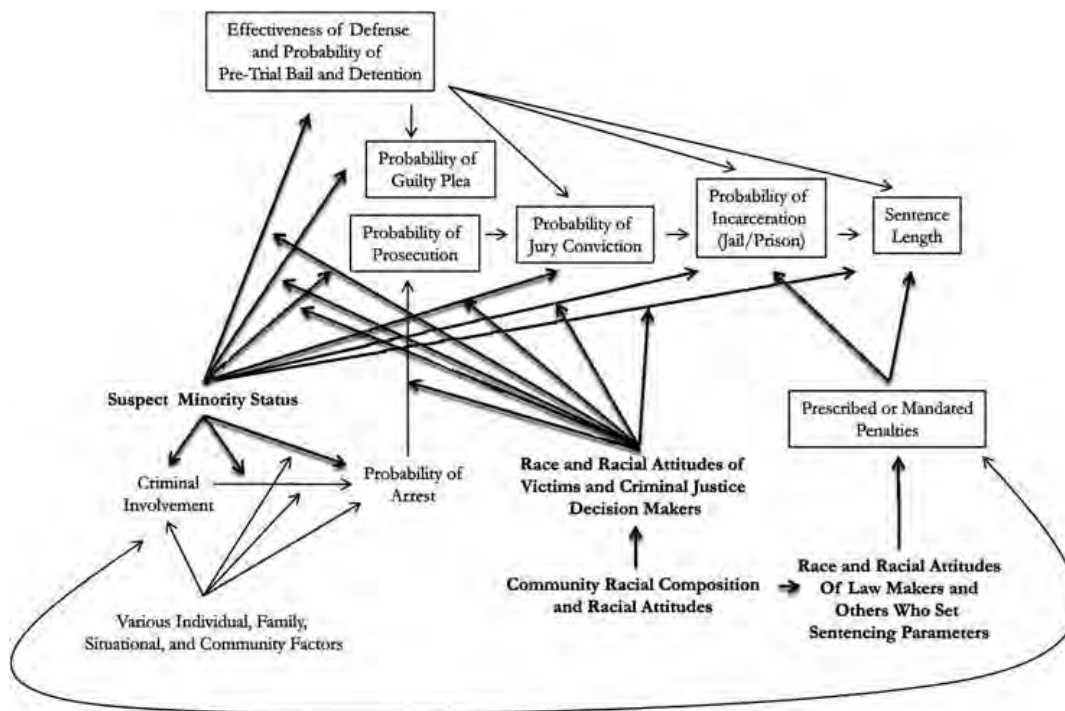 Effectiveness of Defense
and Probability of
Pre-Trial Bail and Detention
Probability of
Guilty Plea
Probability of
Prosecution
Probability of
Jury Conviction
Probability of
Incarceration
(Jail/Prison)
Sentence
Length
Suspect Minority Status
Prescribed or Mandated
Penalties
Criminal
Involvement
Probability of
Arrest
Race and Racial Attitudes of
Victims and Criminal Justice
Decision Makers
Various Individual, Family,
Situational, and Community Factors
Community Racial Composition
and Racial Attitudes
Race and Racial Attitudes
Of Law Makers and
Others Who Set
Sentencing Parameters